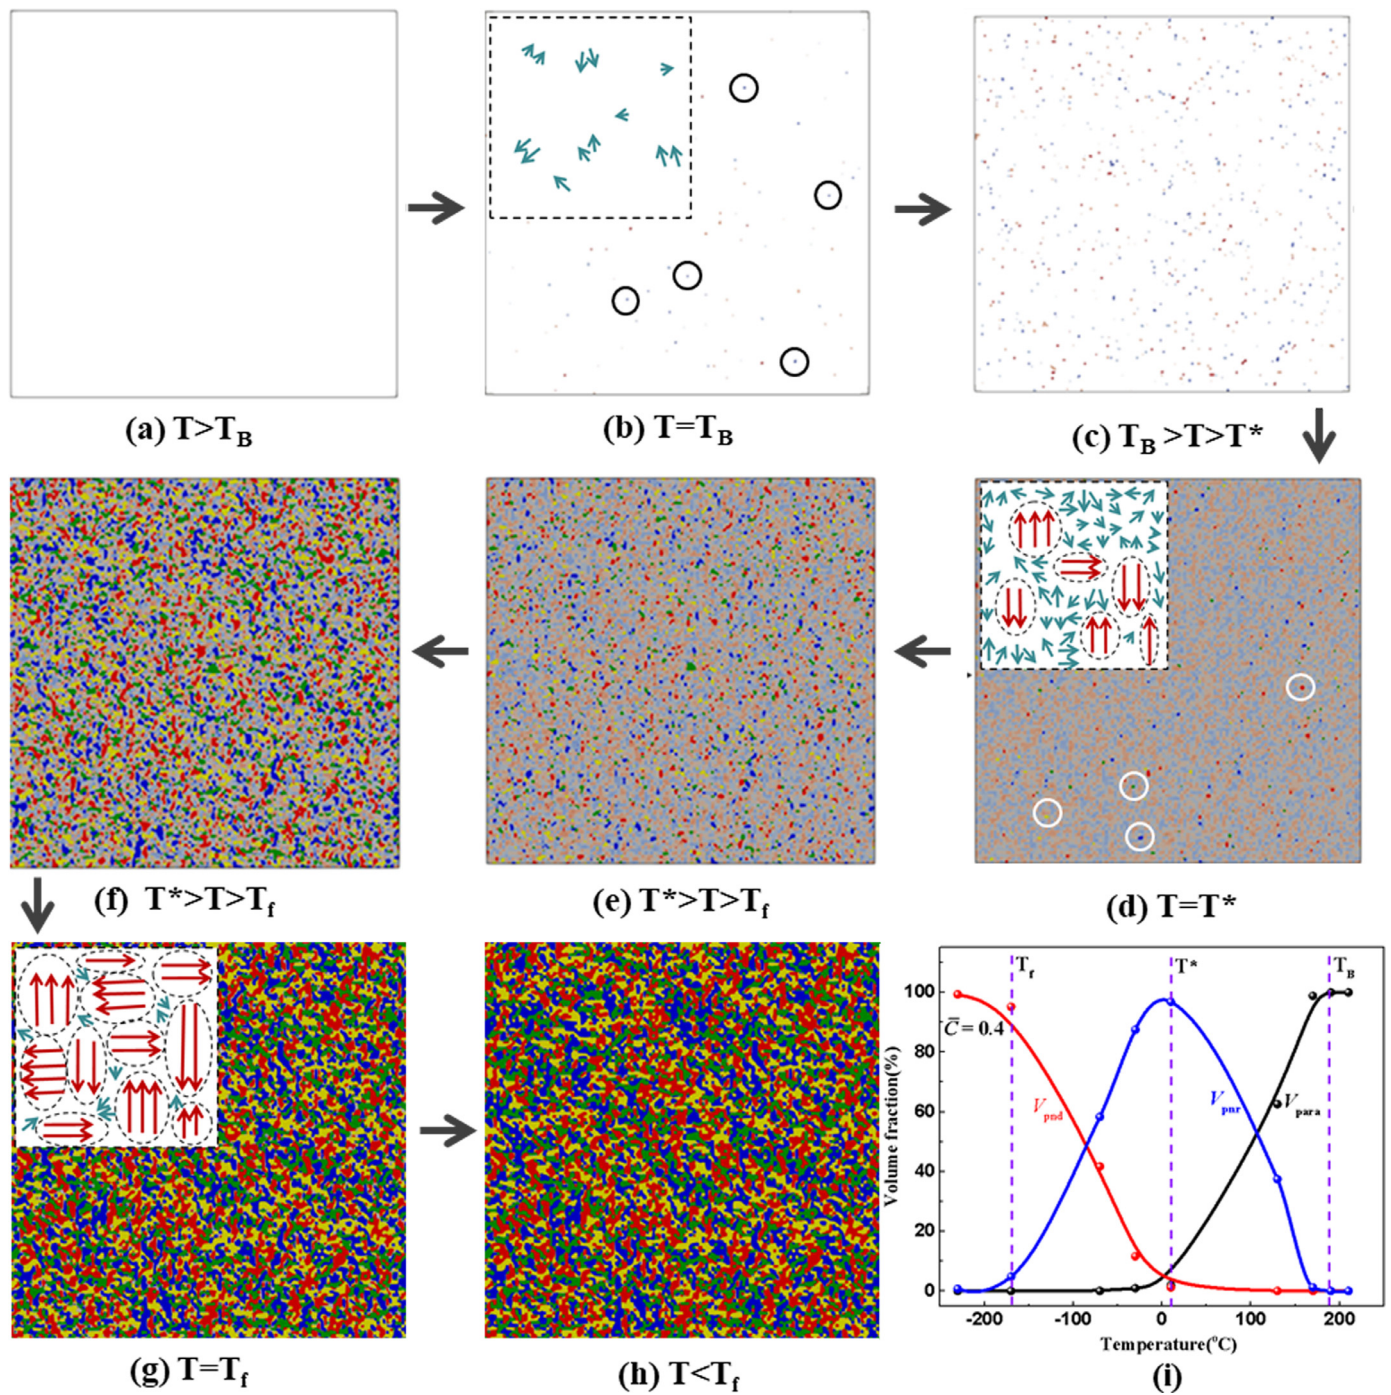 (a) T>T_B
(b) T=T_B
(c) T_B >T>T*
(f) T*>T>T_f
(e) T*>T>T_f
(d) T=T*
(g) T=T_f
(h) T<T_f
T_f
T*
T_B
100
80
60
40
20
0
C̅ = 0.4
V_pnd
V_pnr
V_para
Volume fraction(%)
-200
-100
0
100
200
Temperature(°C)
(i)